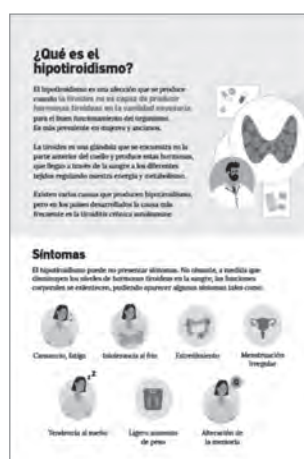 ¿Qué es el
hipotiroidismo?
El hipotiroidismo es una afección que se produce
cuando la tiroides no es capaz de producir
hormonas tiroideas en la cantidad necesaria
para el buen funcionamiento del organismo.
Es más prevalente en mujeres y ancianos.
La tiroides es una glándula que se encuentra en la
parte anterior del cuello y produce estas hormonas,
que llegan a través de la sangre a los diferentes
tejidos regulando nuestra energía y metabolismo.
Existen varias causas que producen hipotiroidismo,
pero en los países desarrollados la causa más
frecuente es la tiroiditis crónica autoinmune
Síntomas
El hipotiroidismo puede no presentar síntomas. No obstante, a medida que
disminuyen los niveles de hormonas tiroideas en la sangre, las funciones
corporales se enlentecen, pudiendo aparecer algunos síntomas tales como:
Cansancio, fatiga
Intolerancia al frío
Estreñimiento
Menstruación
irregular
Tendencia al sueño
Ligero aumento
de peso
Alteración de
la memoria